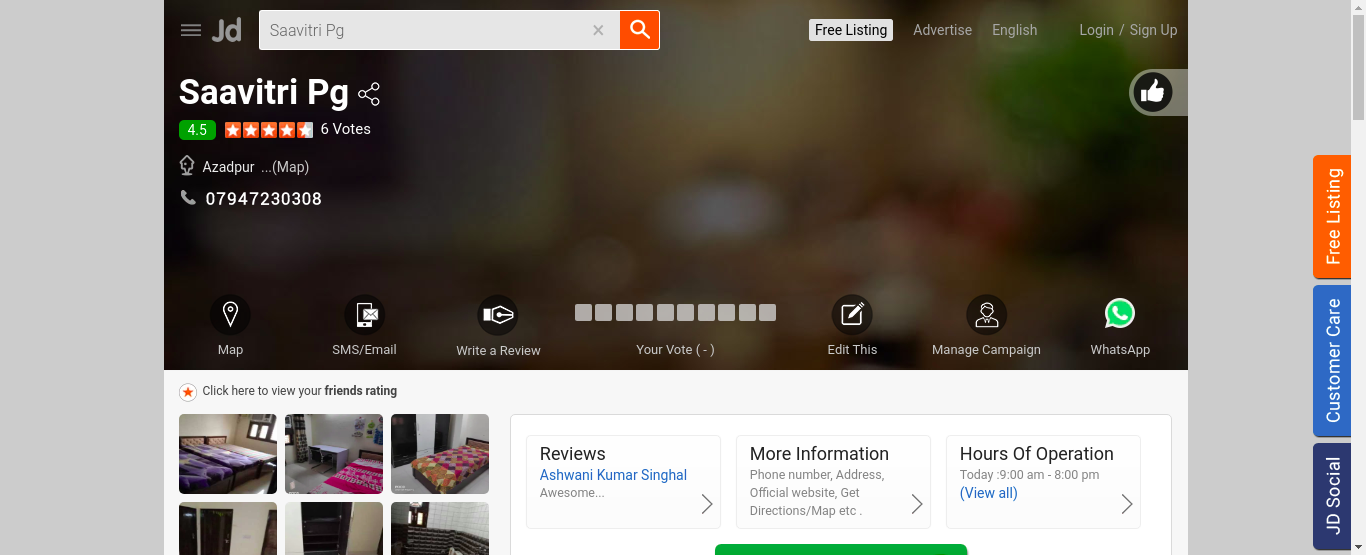 Jd
Saavitri Pg
Free Listing
Advertise
English
Login / Sign Up
Saavitri Pg
4.5
6 Votes
Azadpur ...(Map)
07947230308
Map
SMS/Email
Write a Review
Your Vote ( - )
Edit This
Manage Campaign
WhatsApp
Click here to view your friends rating
Reviews
Ashwani Kumar Singhal
Awesome...
More Information
Phone number, Address,
Official website, Get
Directions/Map etc .
Hours Of Operation
Today :9:00 am - 8:00 pm
(View all)
Free Listing
Customer Care
JD Social